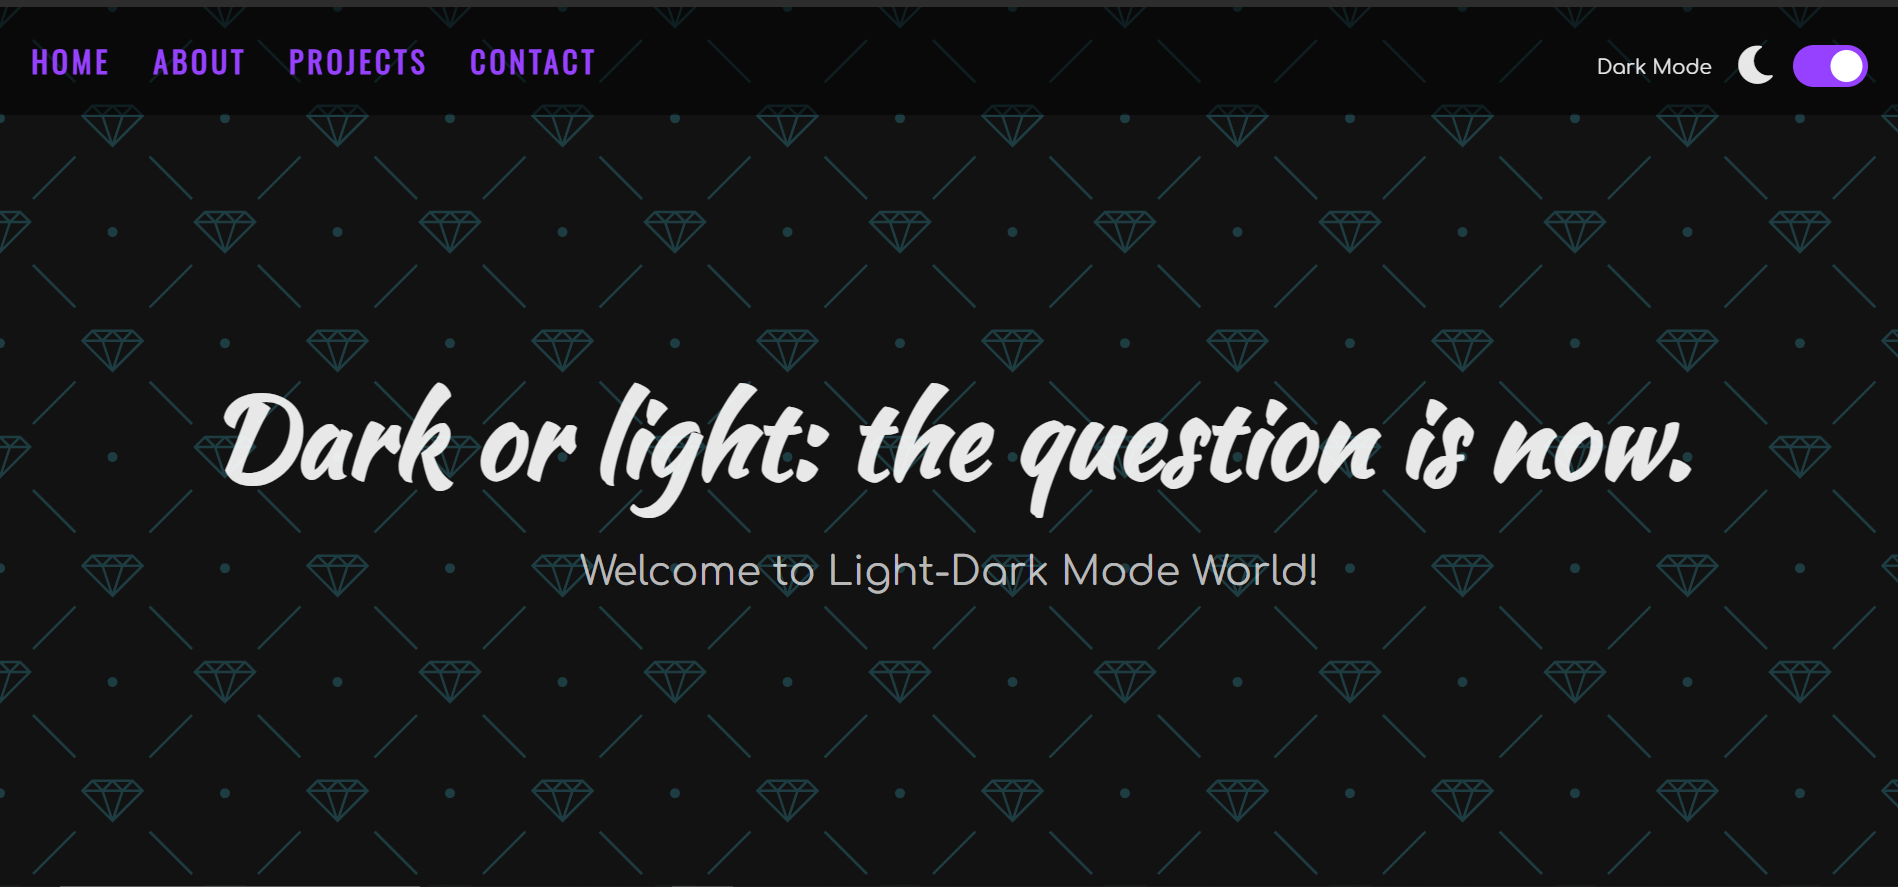 HOME ABOUT PROJECTS CONTACT Dark Mode
Dark or light: the question is now.
Welcome to Light-Dark Mode World!